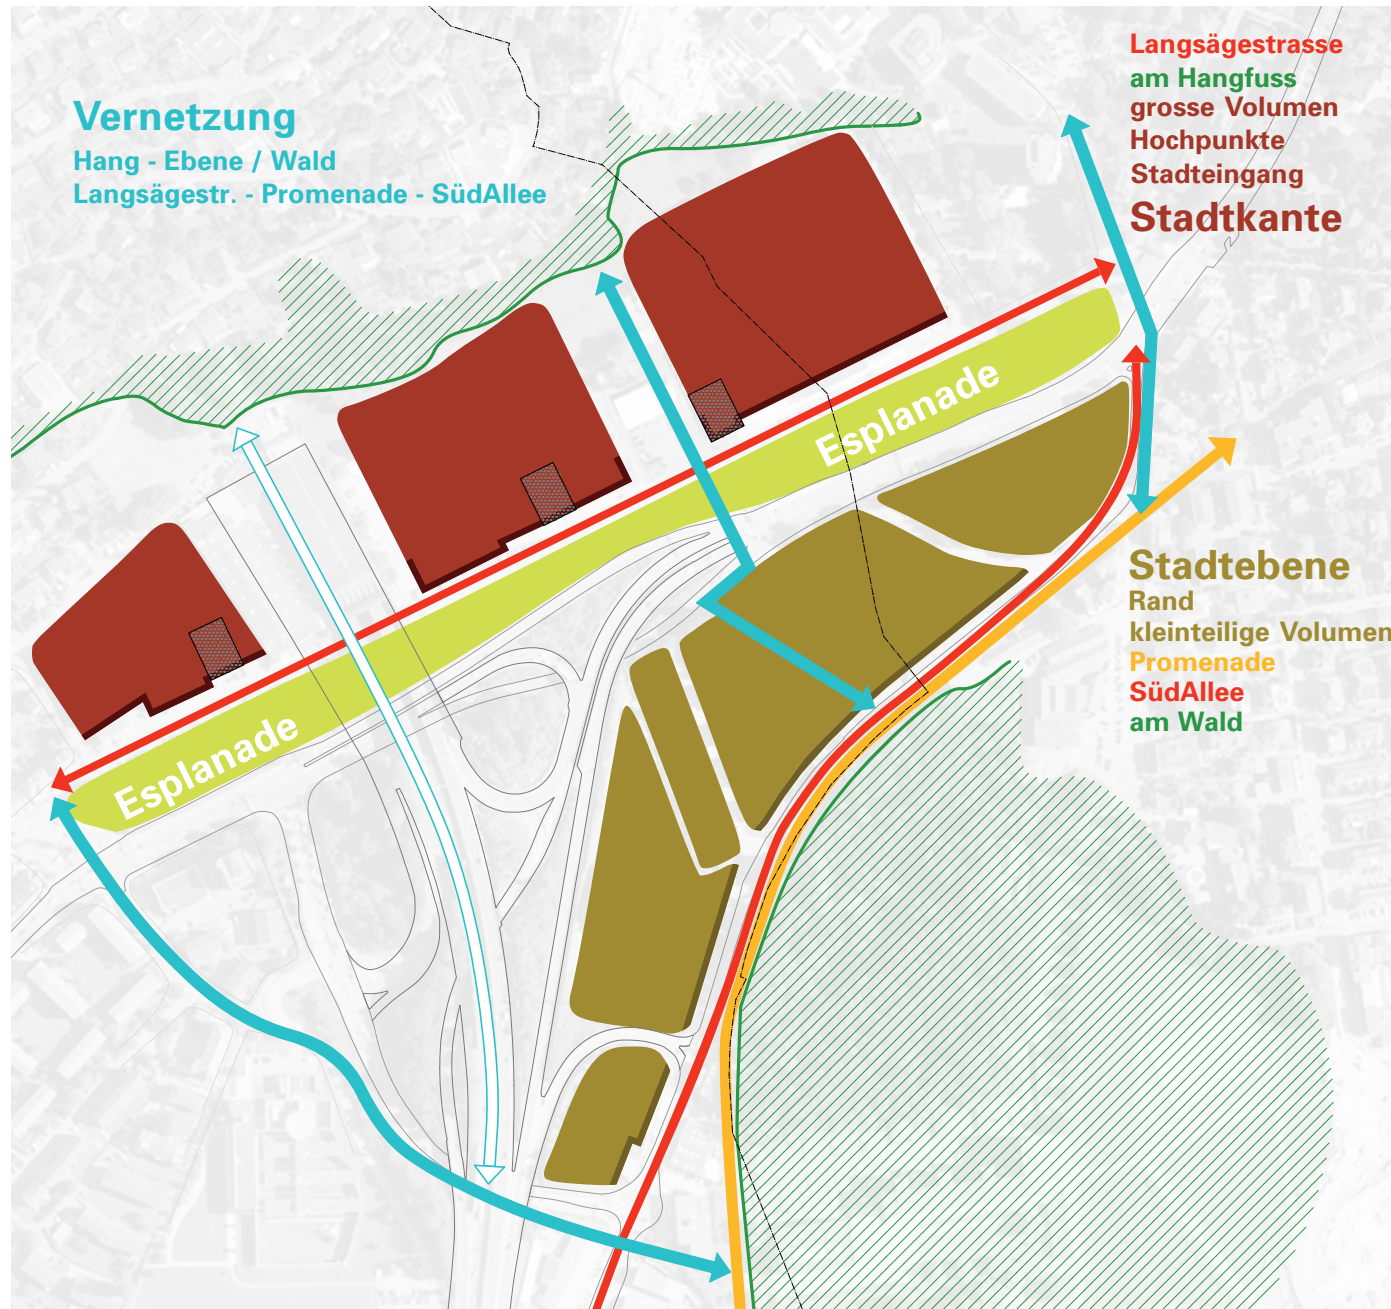 Vernetzung
Hang - Ebene / Wald
Langsägestr. - Promenade - SüdAllee
Langsägestrasse
am Hangfuss
grosse Volumen
Hochpunkte
Stadteingang
Stadtkante
Esplanade
Esplanade
Stadtebene
Rand
kleinteilige Volumen
Promenade
SüdAllee
am Wald